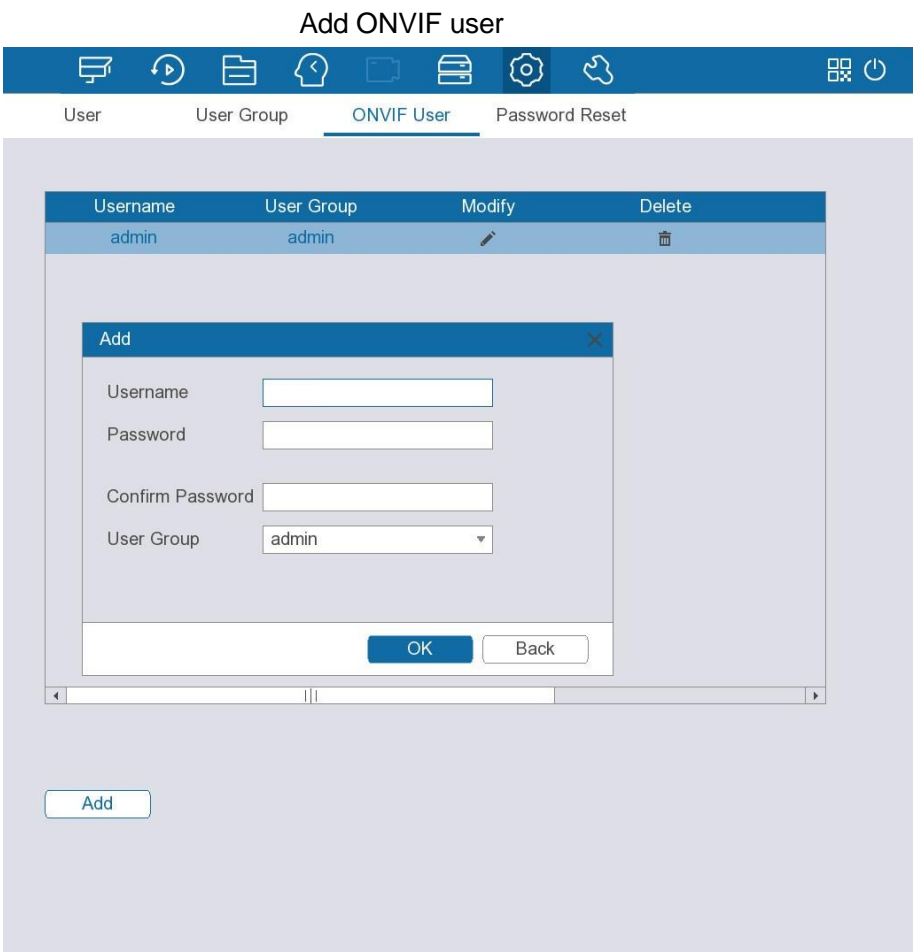 Add ONVIF user
User User Group ONVIF User Password Reset
Username User Group Modify Delete
admin admin
Add
Username
Password
Confirm Password
User Group admin
OK Back
Add